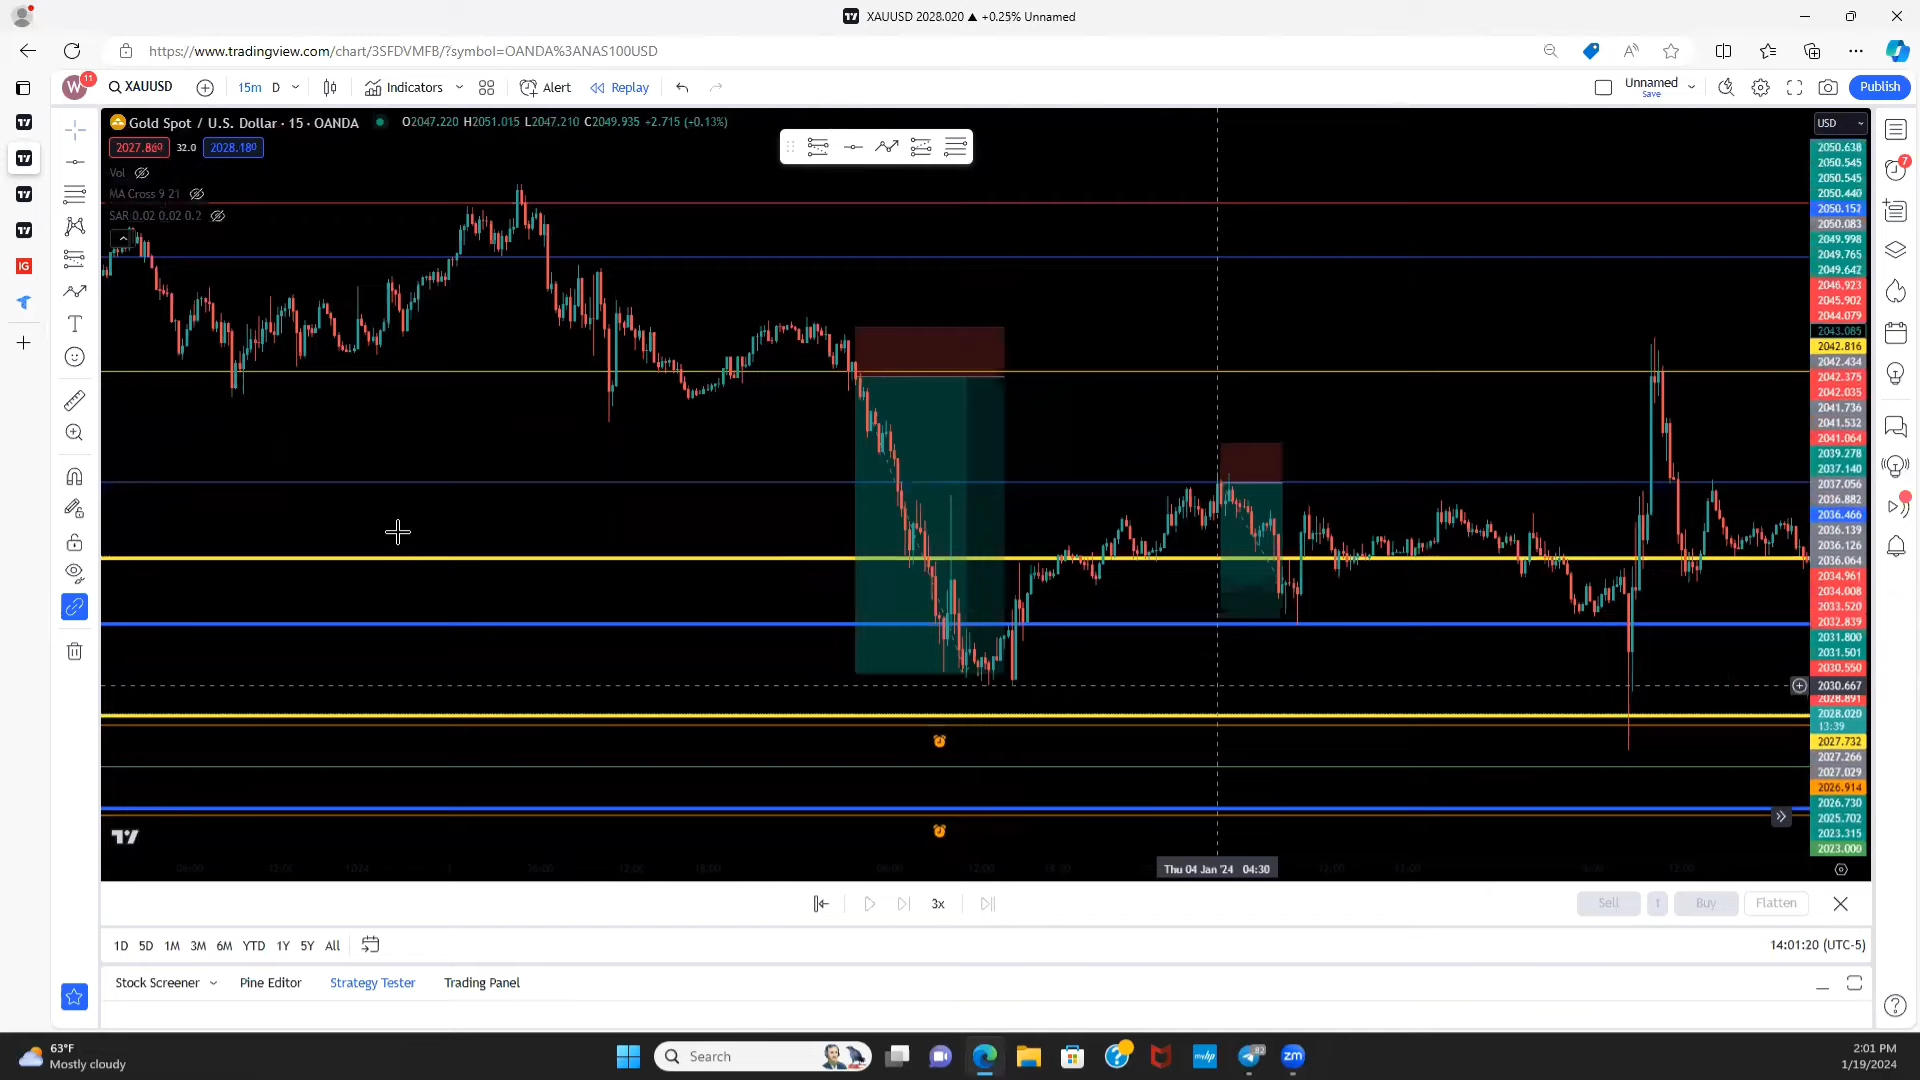 XAUUSD 2028.020 ▲ +0.25% Unnamed
https://www.tradingview.com/chart/3SFDVMFB/?symbol=OANDA%3ANAS100USD
W 11 XAUUSD 15m D Indicators Alert Replay Unnamed Save Publish
Gold Spot / U.S. Dollar · 15 · OANDA O2047.220 H2051.015 L2047.210 C2049.935 +2.715 (+0.13%) USD
2027.860 32.0 2028.180
Vol
MA Cross 9 21
SAR 0.02 0.02 0.2
IG
7
2050.638
2050.545
2050.545
2050.440
2050.152
2050.083
2049.998
2049.765
2049.642
2046.923
2045.902
2044.079
2043.085
2042.816
2042.434
2042.375
2042.035
2041.736
2041.532
2041.064
2039.278
2037.140
2037.056
2036.882
2036.466
2036.139
2036.126
2036.064
2034.961
2034.008
2033.520
2032.839
2031.800
2031.501
2030.550
2030.667
2028.891
2028.020
13:39
2027.732
2027.266
2027.029
2026.914
2026.730
2025.702
2023.315
2023.000
Thu 04 Jan '24 04:30
3x Sell 1 Buy Flatten
1D 5D 1M 3M 6M YTD 1Y 5Y All 14:01:20 (UTC-5)
Stock Screener Pine Editor Strategy Tester Trading Panel
63°F
Mostly cloudy
Search
myhp
82
zm
2:01 PM
1/19/2024